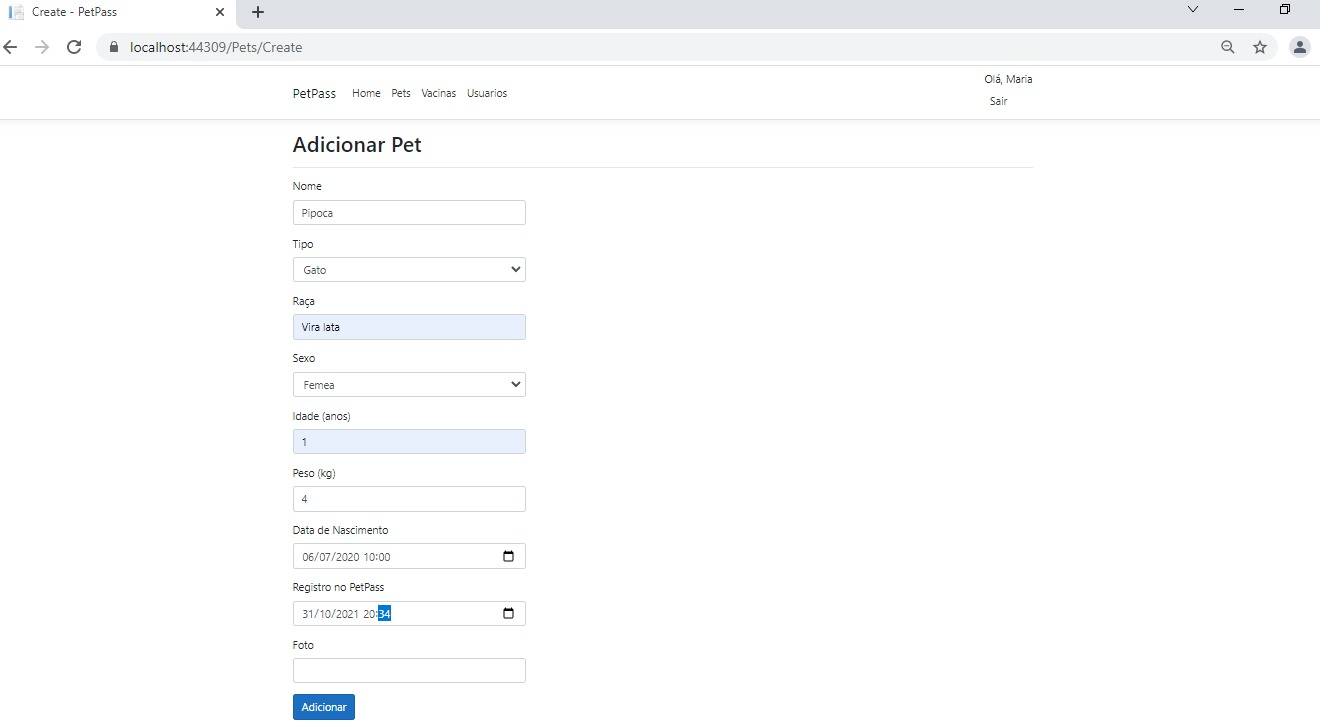 Create - PetPass
localhost:44309/Pets/Create
PetPass Home Pets Vacinas Usuarios
Olá, Maria
Sair
Adicionar Pet
Nome
Pipoca
Tipo
Gato
Raça
Vira lata
Sexo
Femea
Idade (anos)
1
Peso (kg)
4
Data de Nascimento
06/07/2020 10:00
Registro no PetPass
31/10/2021 20:34
Foto
Adicionar